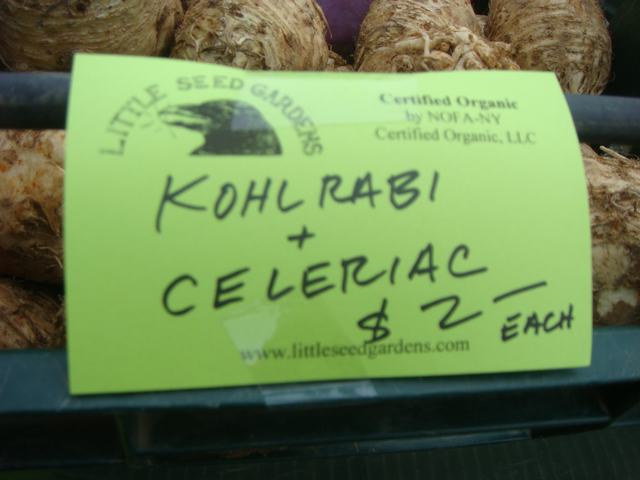 LITTLE SEED GARDENS
Certified Organic
by NOFA-NY
Certified Organic, LLC
KOHLRABI
+
CELERIAC
$ 2 —
EACH
www.littleseedgardens.com